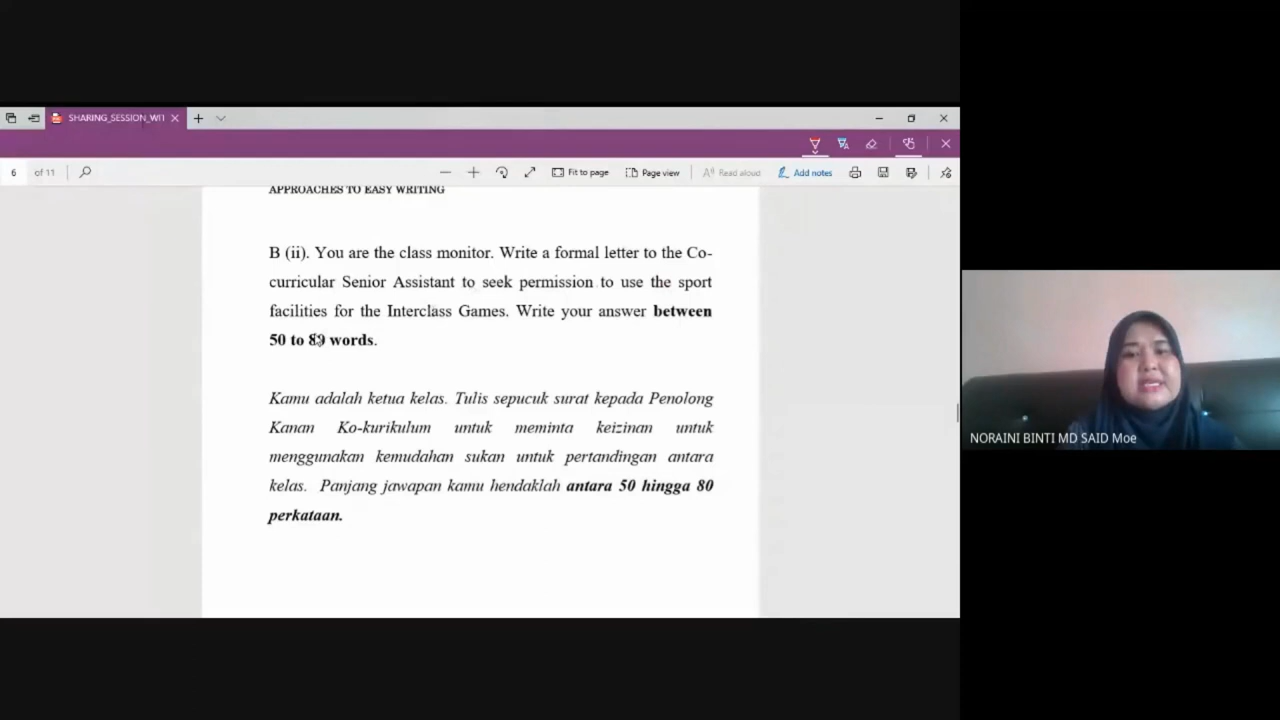 SHARING_SESSION_WIT
6 of 11
Fit to page
Page view
Read aloud
Add notes
APPROACHES TO EASY WRITING
B (ii). You are the class monitor. Write a formal letter to the Co-
curricular Senior Assistant to seek permission to use the sport
facilities for the Interclass Games. Write your answer between
50 to 80 words.
Kamu adalah ketua kelas. Tulis sepucuk surat kepada Penolong
Kanan Ko-kurikulum untuk meminta keizinan untuk
menggunakan kemudahan sukan untuk pertandingan antara
kelas. Panjang jawapan kamu hendaklah antara 50 hingga 80
perkataan.
NORAINI BINTI MD SAID Moe